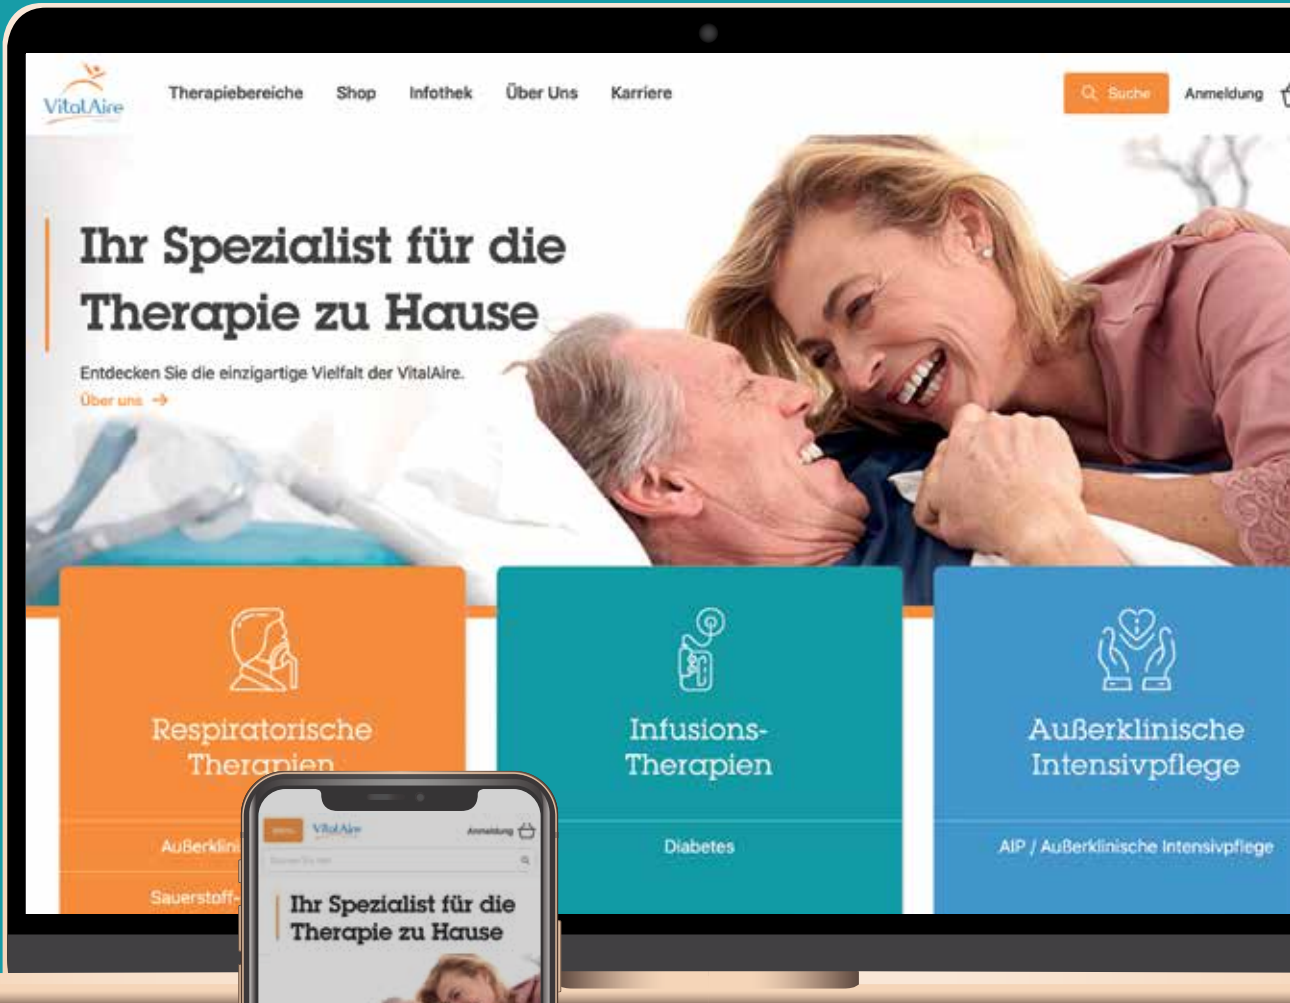 VitalAire
Therapiebereiche Shop Infothek Über Uns Karriere
Suche Anmeldung
Ihr Spezialist für die
Therapie zu Hause
Entdecken Sie die einzigartige Vielfalt der VitalAire.
Über uns →
Respiratorische
Therapien
Außerklini
Sauerstoff-
Infusions-
Therapien
Diabetes
Außerklinische
Intensivpflege
AIP / Außerklinische Intensivpflege
VitalAire Anmeldung
Ihr Spezialist für die
Therapie zu Hause